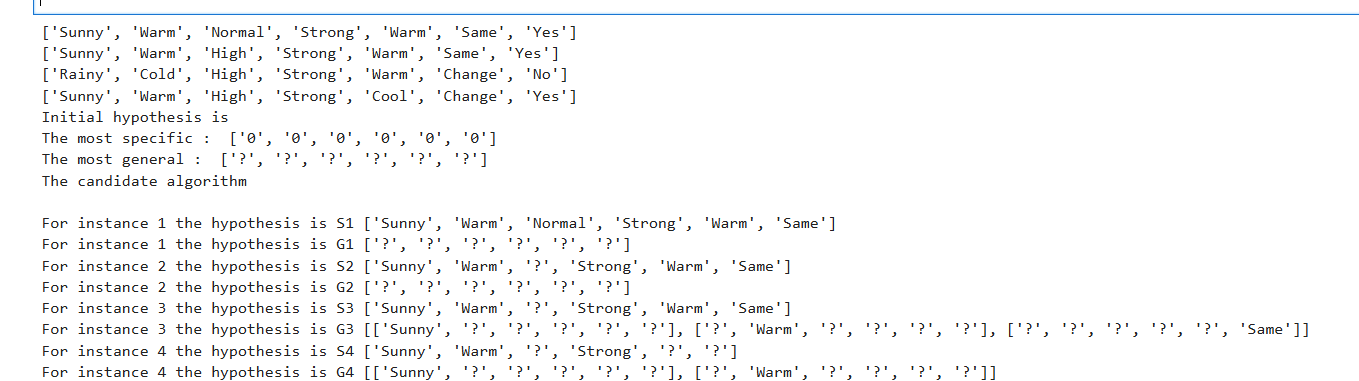 ['Sunny', 'Warm', 'Normal', 'Strong', 'Warm', 'Same', 'Yes']
['Sunny', 'Warm', 'High', 'Strong', 'Warm', 'Same', 'Yes']
['Rainy', 'Cold', 'High', 'Strong', 'Warm', 'Change', 'No']
['Sunny', 'Warm', 'High', 'Strong', 'Cool', 'Change', 'Yes']
Initial hypothesis is
The most specific :  ['0', '0', '0', '0', '0', '0']
The most general :  ['?', '?', '?', '?', '?', '?']
The candidate algorithm
For instance 1 the hypothesis is S1 ['Sunny', 'Warm', 'Normal', 'Strong', 'Warm', 'Same']
For instance 1 the hypothesis is G1 ['?', '?', '?', '?', '?', '?']
For instance 2 the hypothesis is S2 ['Sunny', 'Warm', '?', 'Strong', 'Warm', 'Same']
For instance 2 the hypothesis is G2 ['?', '?', '?', '?', '?', '?']
For instance 3 the hypothesis is S3 ['Sunny', 'Warm', '?', 'Strong', 'Warm', 'Same']
For instance 3 the hypothesis is G3 [['Sunny', '?', '?', '?', '?', '?'], ['?', 'Warm', '?', '?', '?', '?'], ['?', '?', '?', '?', '?', 'Same']]
For instance 4 the hypothesis is S4 ['Sunny', 'Warm', '?', 'Strong', '?', '?']
For instance 4 the hypothesis is G4 [['Sunny', '?', '?', '?', '?', '?'], ['?', 'Warm', '?', '?', '?', '?']]